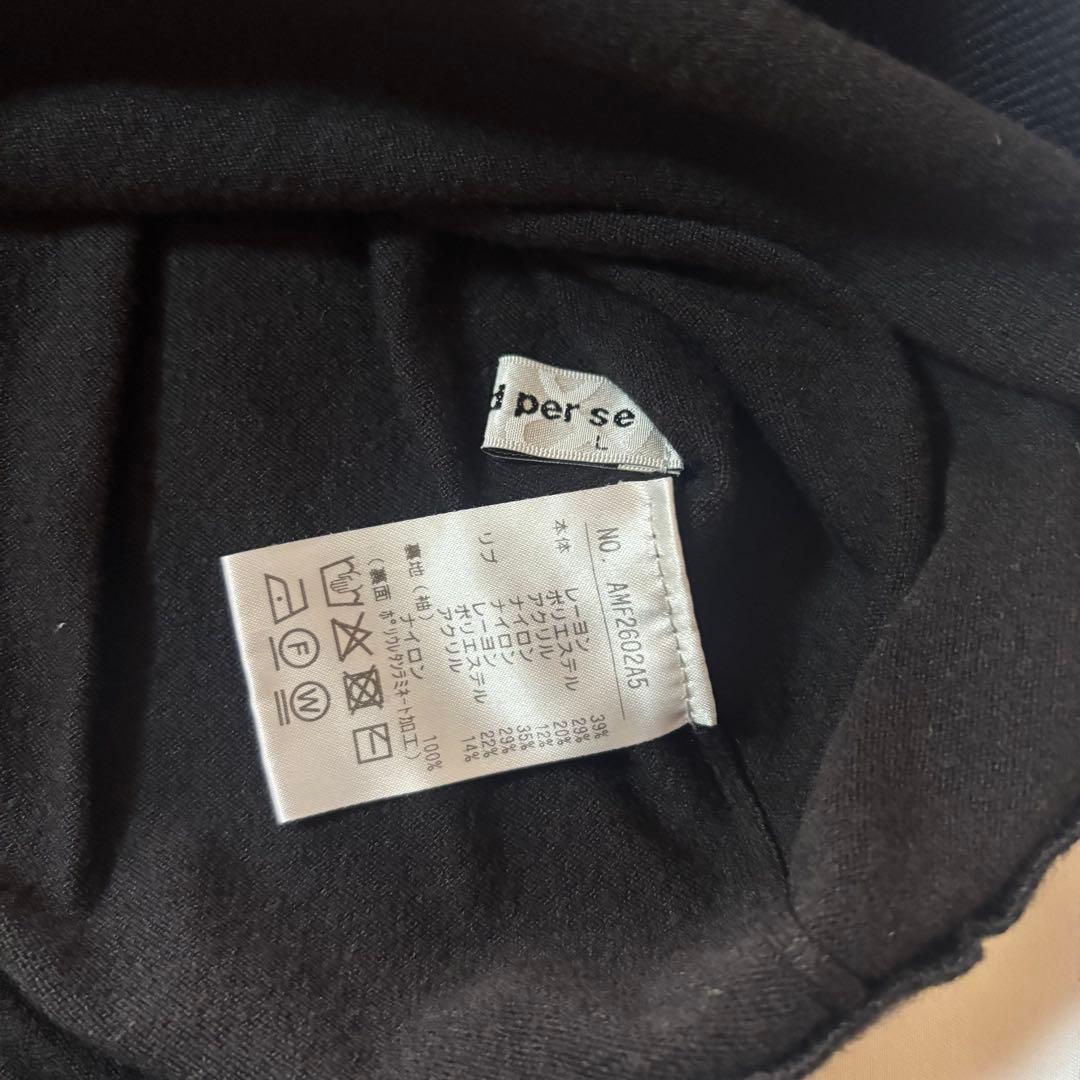 d per se
L
NO. AMF2602A5
本体 レーヨン 39%
ポリエステル 29%
アクリル 20%
ナイロン 12%
リブ ナイロン 35%
レーヨン 29%
ポリエステル 22%
アクリル 14%
裏地(袖)
ナイロン 100%
(裏面 ポリウレタンラミネート加工)
F
W